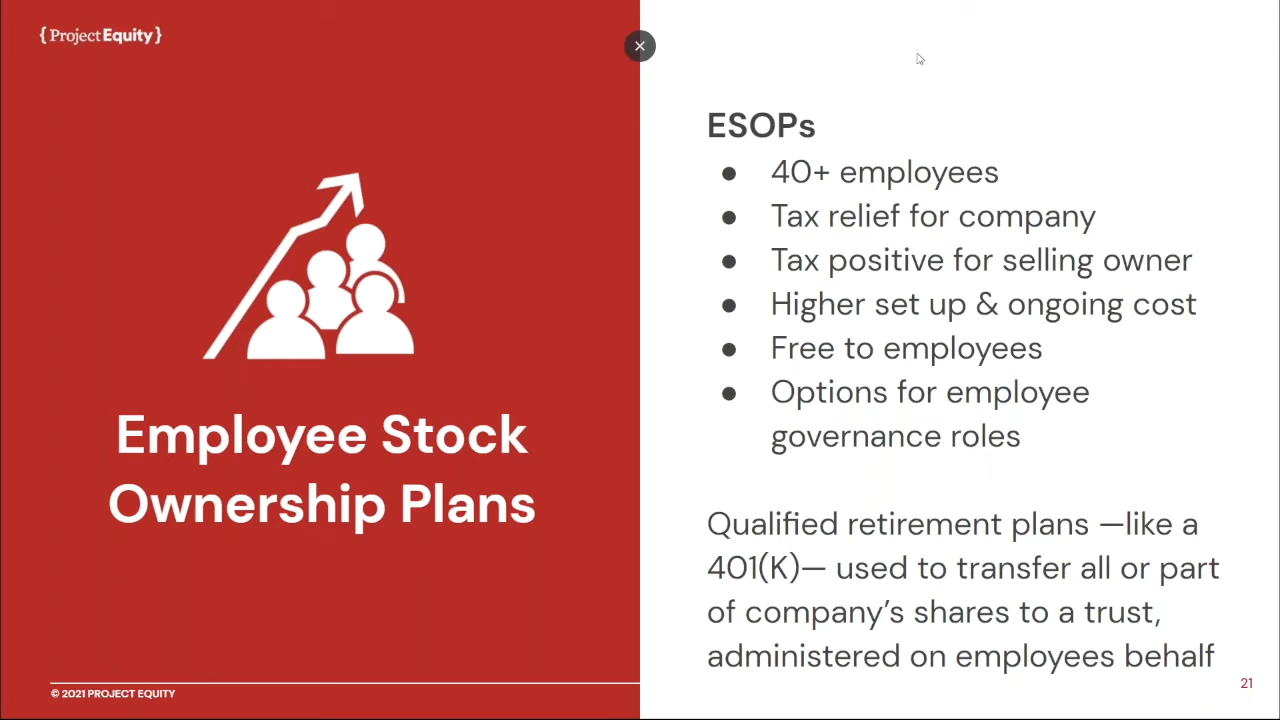 { Project Equity }
Employee Stock
Ownership Plans
© 2021 PROJECT EQUITY
ESOPs
● 40+ employees
● Tax relief for company
● Tax positive for selling owner
● Higher set up & ongoing cost
● Free to employees
● Options for employee
governance roles
Qualified retirement plans —like a
401(K)— used to transfer all or part
of company’s shares to a trust,
administered on employees behalf
21